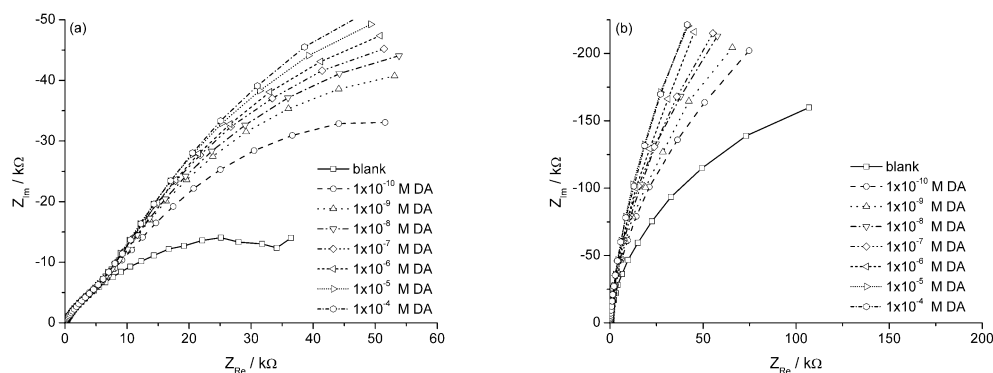 (a)
-50
-40
-30
-20
-10
0
Z_Im / kΩ
0 10 20 30 40 50 60
Z_Re / kΩ
blank
1x10⁻¹⁰ M DA
1x10⁻⁹ M DA
1x10⁻⁸ M DA
1x10⁻⁷ M DA
1x10⁻⁶ M DA
1x10⁻⁵ M DA
1x10⁻⁴ M DA
(b)
-200
-150
-100
-50
0
Z_Im / kΩ
0 50 100 150 200
Z_Re / kΩ
blank
1x10⁻¹⁰ M DA
1x10⁻⁹ M DA
1x10⁻⁸ M DA
1x10⁻⁷ M DA
1x10⁻⁶ M DA
1x10⁻⁵ M DA
1x10⁻⁴ M DA